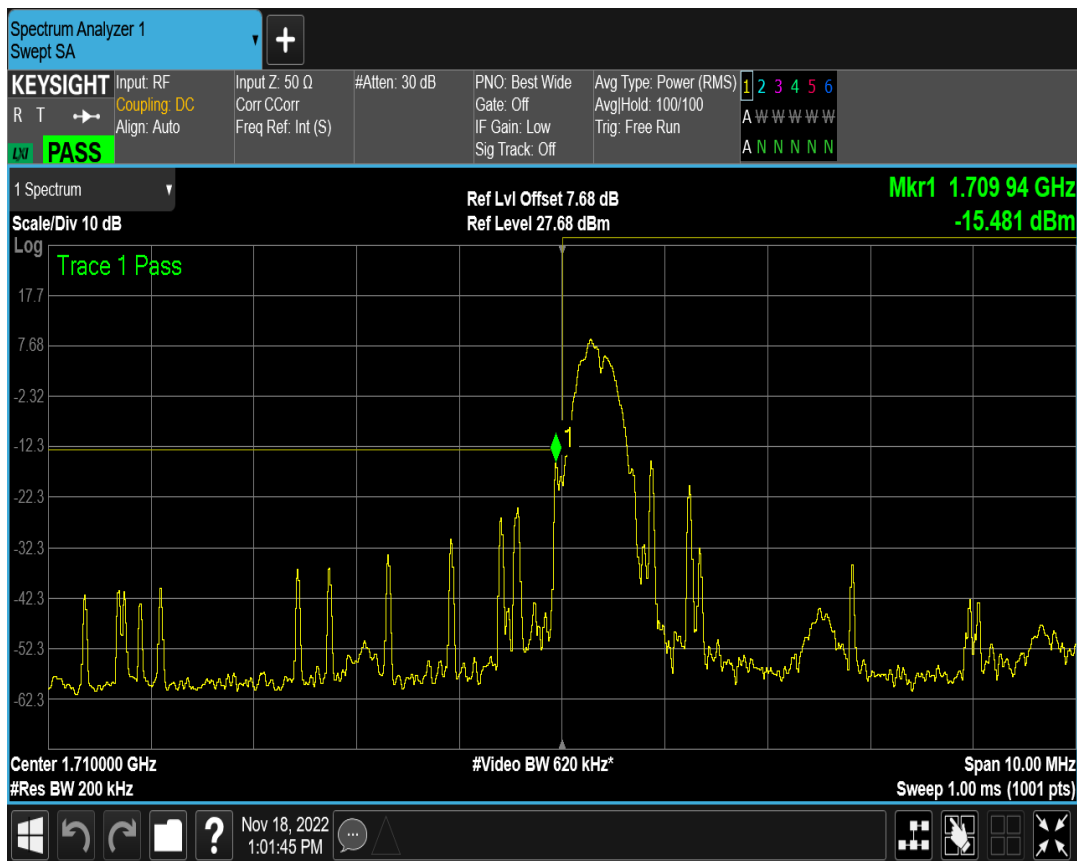 Spectrum Analyzer 1
Swept SA
+
KEYSIGHT
R T
LXI PASS
Input: RF
Coupling: DC
Align: Auto
Input Z: 50 Ω
Corr CCorr
Freq Ref: Int (S)
#Atten: 30 dB
PNO: Best Wide
Gate: Off
IF Gain: Low
Sig Track: Off
Avg Type: Power (RMS)
Avg|Hold: 100/100
Trig: Free Run
1 2 3 4 5 6
A W W W W W
A N N N N N
1 Spectrum
Scale/Div 10 dB
Ref Lvl Offset 7.68 dB
Ref Level 27.68 dBm
Mkr1 1.709 94 GHz
-15.481 dBm
Log
Trace 1 Pass
17.7
7.68
-2.32
-12.3
-22.3
-32.3
-42.3
-52.3
-62.3
1
Center 1.710000 GHz
#Res BW 200 kHz
#Video BW 620 kHz*
Span 10.00 MHz
Sweep 1.00 ms (1001 pts)
?
Nov 18, 2022
1:01:45 PM